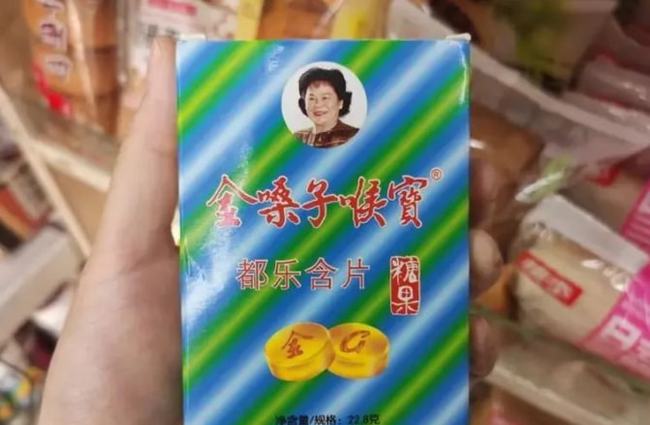 金嗓子喉寶®
都乐含片 糖果
金 G
净含量/规格：22.8克